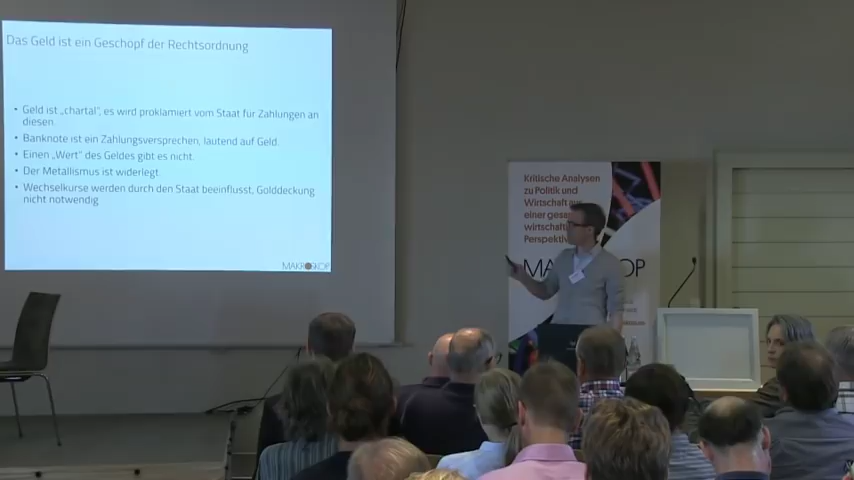 Das Geld ist ein Geschöpf der Rechtsordnung
• Geld ist „chartal“, es wird proklamiert vom Staat für Zahlungen an
diesen.
• Banknote ist ein Zahlungsversprechen, lautend auf Geld.
• Einen „Wert“ des Geldes gibt es nicht.
• Der Metallismus ist widerlegt.
• Wechselkurse werden durch den Staat beeinflusst, Golddeckung
nicht notwendig
MAKROSKOP
Kritische Analysen
zu Politik und
Wirtschaft
einer
wirtschaft
Perspektiv
MA OP